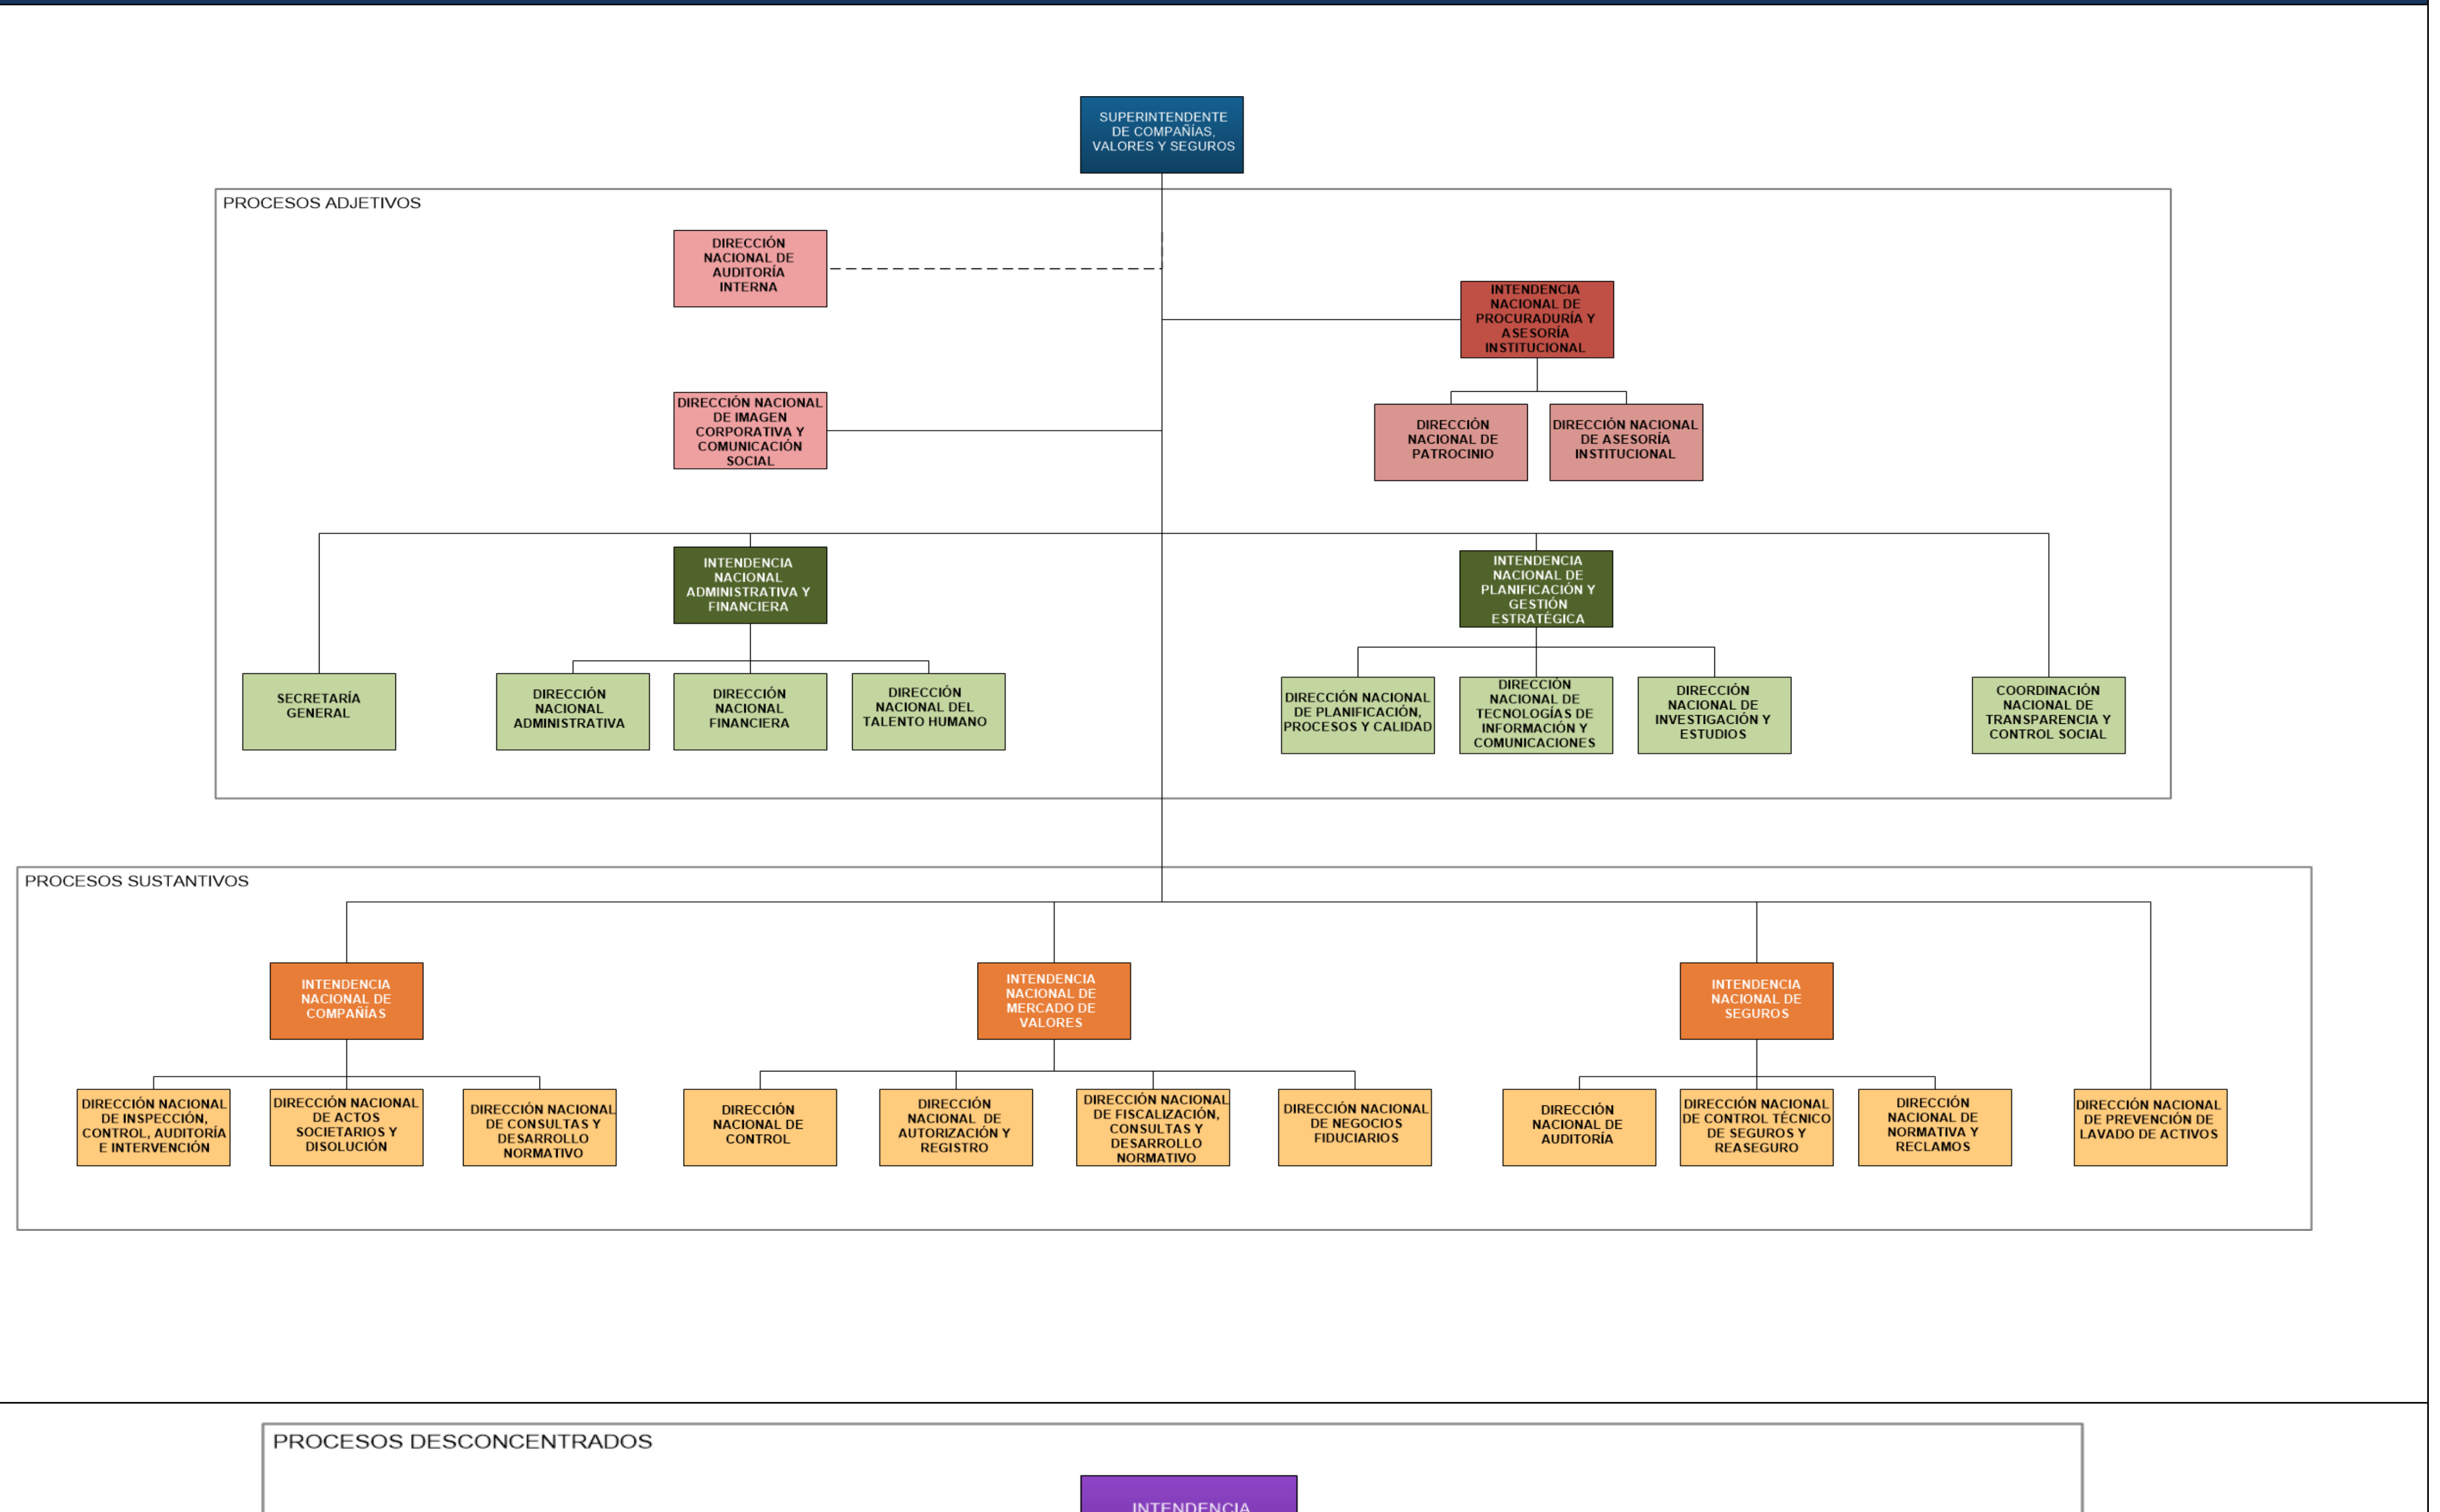 SUPERINTENDENTE
DE COMPAÑÍAS,
VALORES Y SEGUROS
PROCESOS ADJETIVOS
DIRECCIÓN
NACIONAL DE
AUDITORÍA
INTERNA
INTENDENCIA
NACIONAL DE
PROCURADURÍA Y
ASESORÍA
INSTITUCIONAL
DIRECCIÓN NACIONAL
DE IMAGEN
CORPORATIVA Y
COMUNICACIÓN
SOCIAL
DIRECCIÓN
NACIONAL DE
PATROCINIO
DIRECCIÓN NACIONAL
DE ASESORÍA
INSTITUCIONAL
INTENDENCIA
NACIONAL
ADMINISTRATIVA Y
FINANCIERA
INTENDENCIA
NACIONAL DE
PLANIFICACIÓN Y
GESTIÓN
ESTRATÉGICA
SECRETARÍA
GENERAL
DIRECCIÓN
NACIONAL
ADMINISTRATIVA
DIRECCIÓN
NACIONAL
FINANCIERA
DIRECCIÓN
NACIONAL DEL
TALENTO HUMANO
DIRECCIÓN NACIONAL
DE PLANIFICACIÓN,
PROCESOS Y CALIDAD
DIRECCIÓN
NACIONAL DE
TECNOLOGÍAS DE
INFORMACIÓN Y
COMUNICACIONES
DIRECCIÓN
NACIONAL DE
INVESTIGACIÓN Y
ESTUDIOS
COORDINACIÓN
NACIONAL DE
TRANSPARENCIA Y
CONTROL SOCIAL
PROCESOS SUSTANTIVOS
INTENDENCIA
NACIONAL DE
COMPAÑÍAS
INTENDENCIA
NACIONAL DE
MERCADO DE
VALORES
INTENDENCIA
NACIONAL DE
SEGUROS
DIRECCIÓN NACIONAL
DE INSPECCIÓN,
CONTROL, AUDITORÍA
E INTERVENCIÓN
DIRECCIÓN NACIONAL
DE ACTOS
SOCIETARIOS Y
DISOLUCIÓN
DIRECCIÓN NACIONAL
DE CONSULTAS Y
DESARROLLO
NORMATIVO
DIRECCIÓN
NACIONAL DE
CONTROL
DIRECCIÓN
NACIONAL DE
AUTORIZACIÓN Y
REGISTRO
DIRECCIÓN NACIONAL
DE FISCALIZACIÓN,
CONSULTAS Y
DESARROLLO
NORMATIVO
DIRECCIÓN NACIONAL
DE NEGOCIOS
FIDUCIARIOS
DIRECCIÓN
NACIONAL DE
AUDITORÍA
DIRECCIÓN NACIONAL
DE CONTROL TÉCNICO
DE SEGUROS Y
REASEGURO
DIRECCIÓN
NACIONAL DE
NORMATIVA Y
RECLAMOS
DIRECCIÓN NACIONAL
DE PREVENCIÓN DE
LAVADO DE ACTIVOS
PROCESOS DESCONCENTRADOS
INTENDENCIA